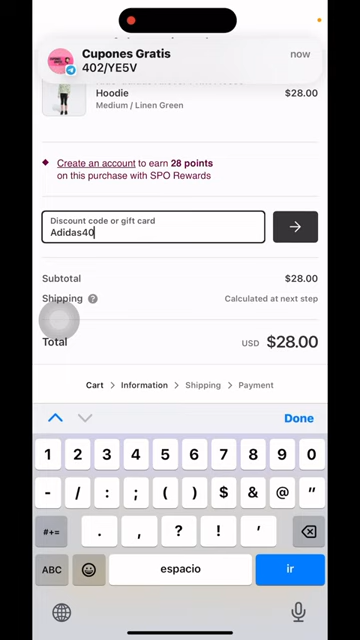 Cupones Gratis
now
402/YE5V
Hoodie
$28.00
Medium / Linen Green
Create an account to earn 28 points
on this purchase with SPO Rewards
Discount code or gift card
Adidas40
Subtotal
$28.00
Shipping ?
Calculated at next step
Total
USD $28.00
Cart > Information > Shipping > Payment
Done
1 2 3 4 5 6 7 8 9 0
- / : ; ( ) $ & @ "
#+= . , ? ! '
ABC espacio ir